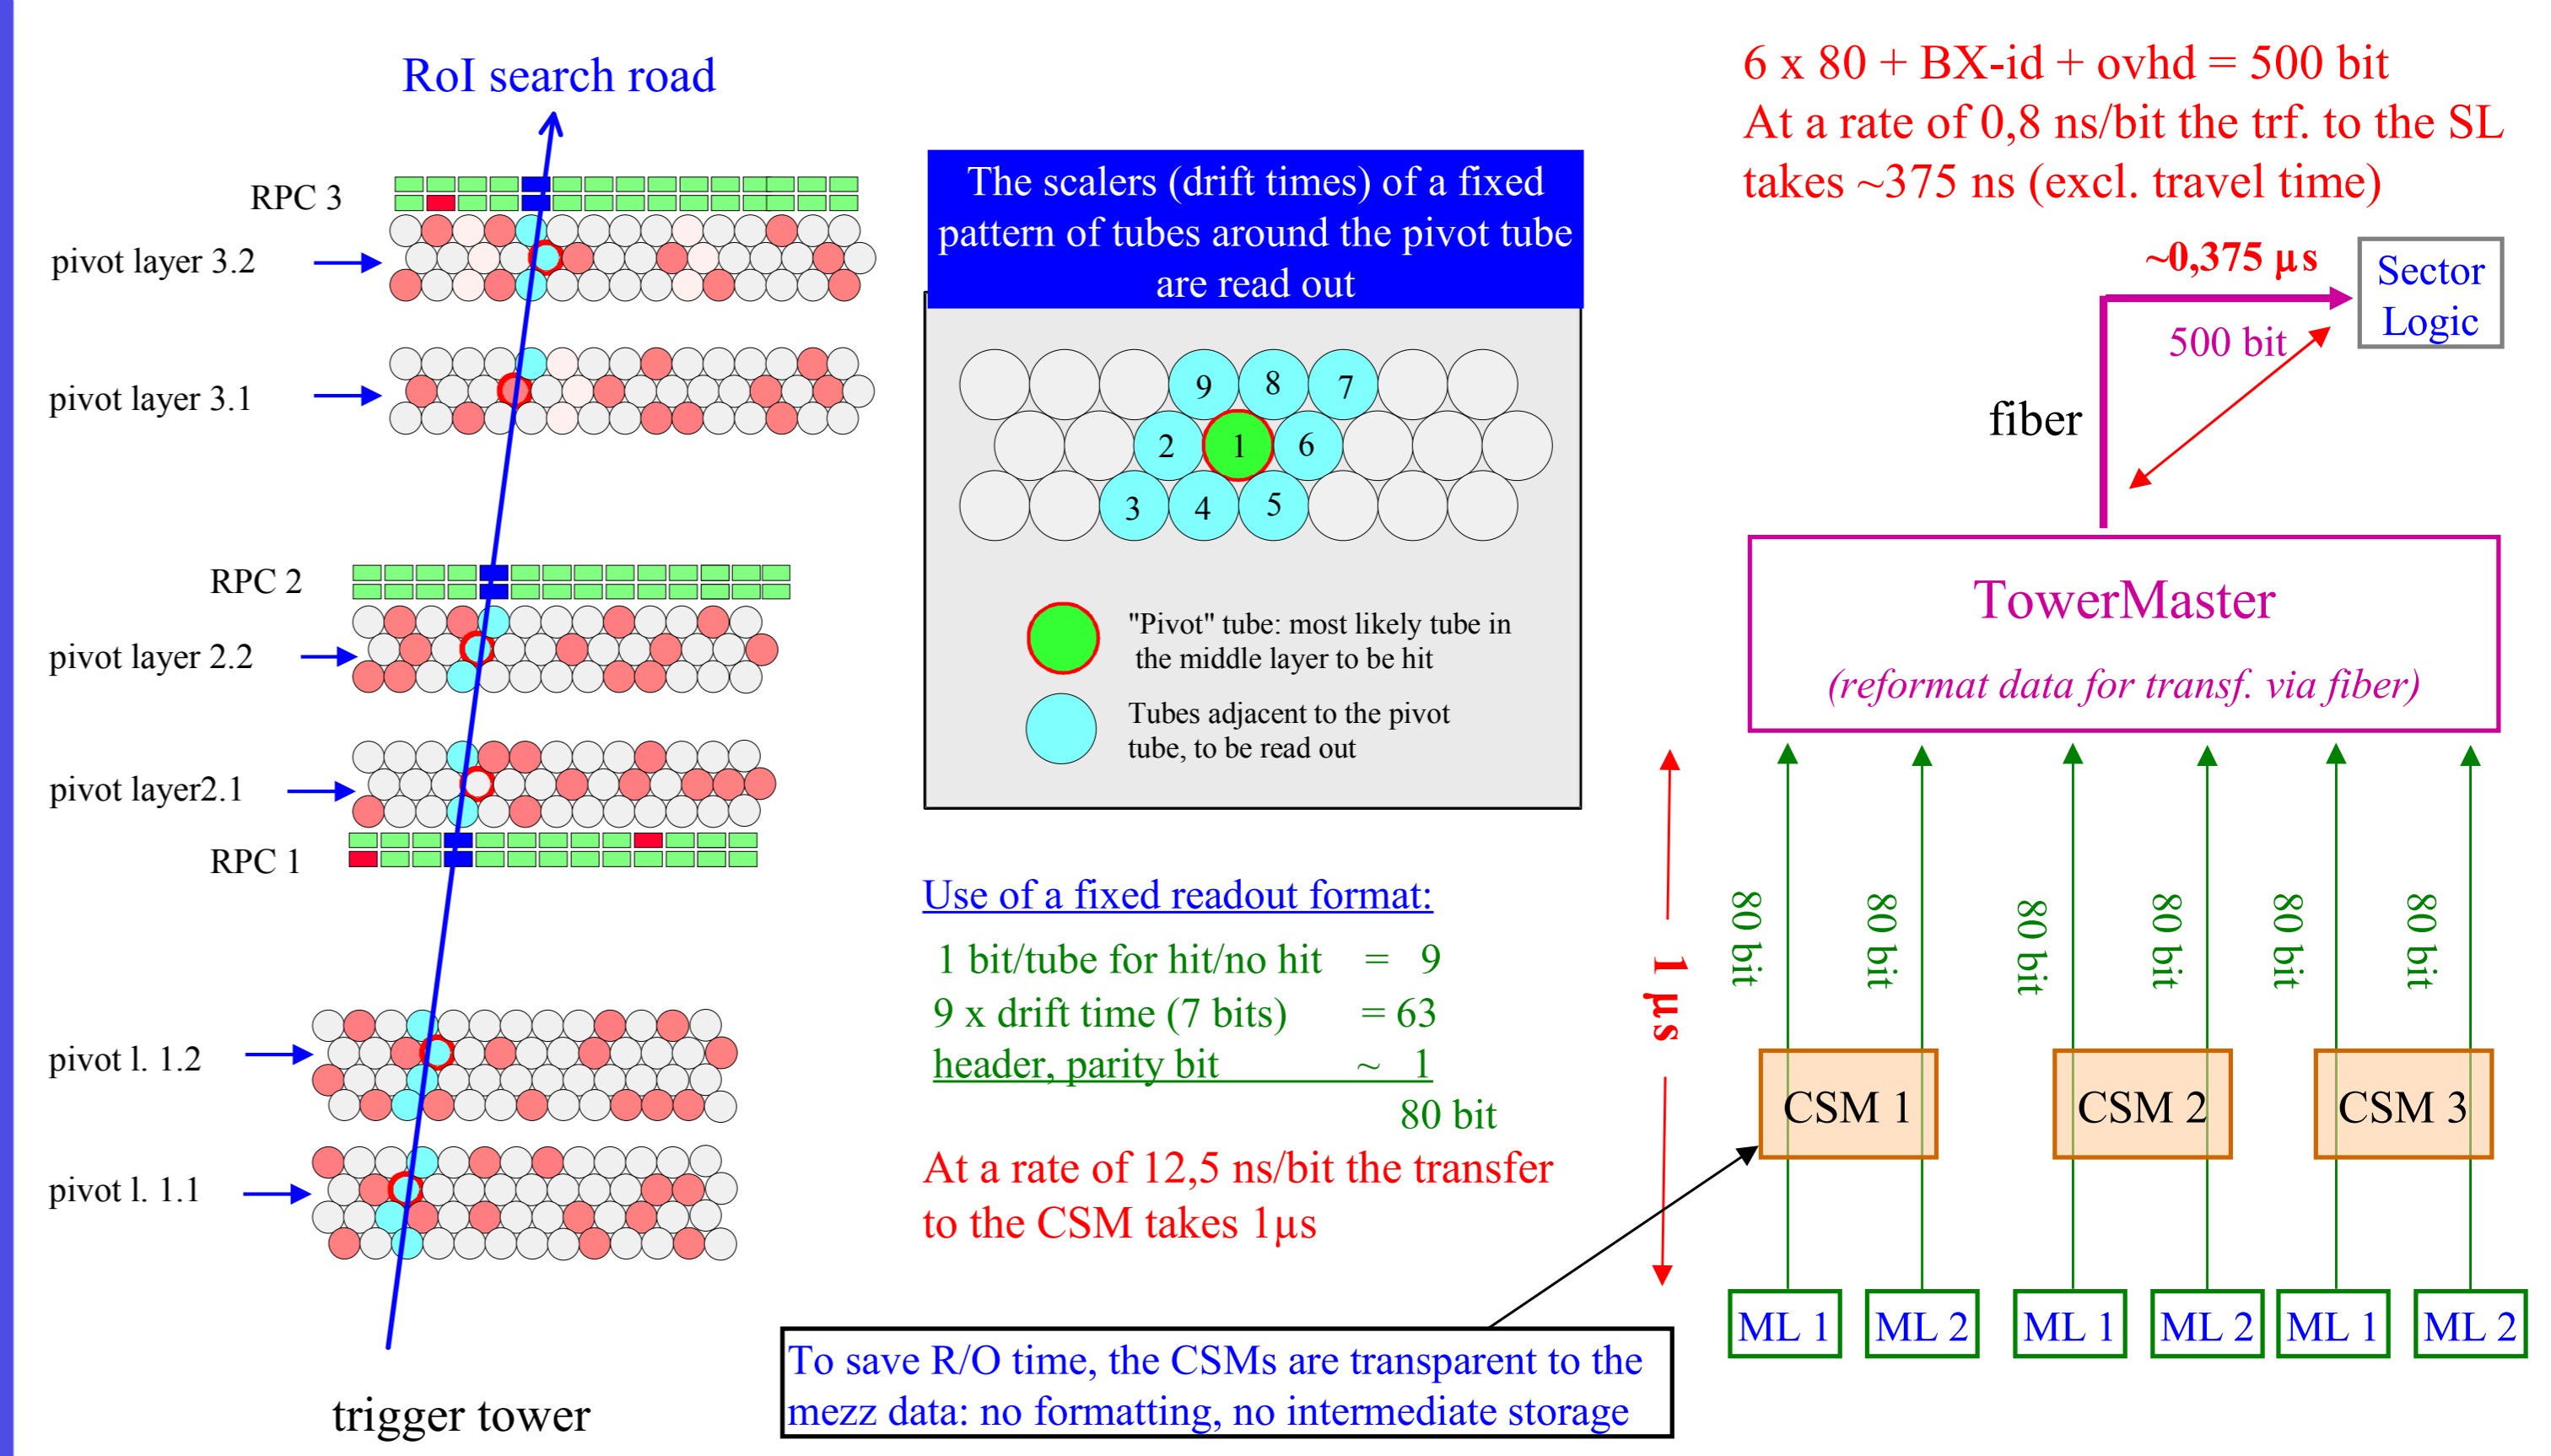 RoI search road
RPC 3
pivot layer 3.2
pivot layer 3.1
RPC 2
pivot layer 2.2
pivot layer2.1
RPC 1
pivot l. 1.2
pivot l. 1.1
trigger tower
The scalers (drift times) of a fixed
pattern of tubes around the pivot tube
are read out
9 8 7
2 1 6
3 4 5
"Pivot" tube: most likely tube in
the middle layer to be hit
Tubes adjacent to the pivot
tube, to be read out
Use of a fixed readout format:
1 bit/tube for hit/no hit = 9
9 x drift time (7 bits) = 63
header, parity bit ~ 1
80 bit
At a rate of 12,5 ns/bit the transfer
to the CSM takes 1µs
To save R/O time, the CSMs are transparent to the
mezz data: no formatting, no intermediate storage
6 x 80 + BX-id + ovhd = 500 bit
At a rate of 0,8 ns/bit the trf. to the SL
takes ~375 ns (excl. travel time)
~0,375 µs
Sector
Logic
500 bit
fiber
TowerMaster
(reformat data for transf. via fiber)
1 µs
80 bit
80 bit
80 bit
80 bit
80 bit
80 bit
CSM 1
CSM 2
CSM 3
ML 1
ML 2
ML 1
ML 2
ML 1
ML 2